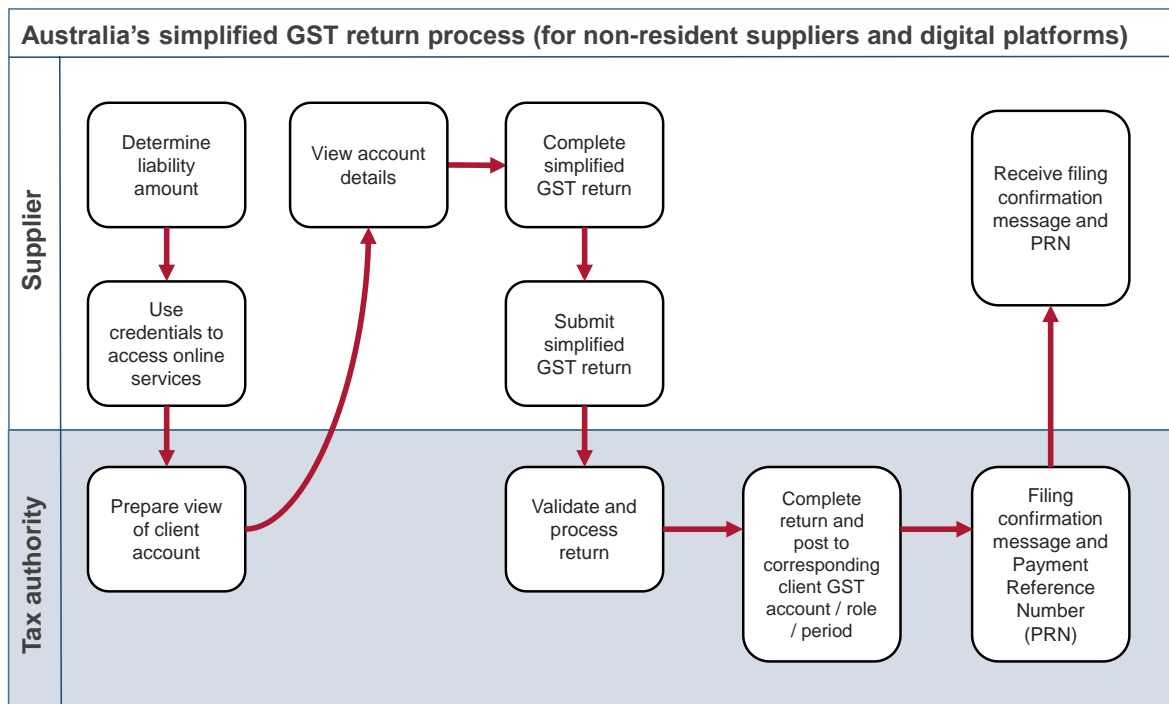 Australia’s simplified GST return process (for non-resident suppliers and digital platforms)
Supplier
Determine
liability
amount
View account
details
Complete
simplified
GST return
Receive filing
confirmation
message and
PRN
Use
credentials to
access online
services
Submit
simplified
GST return
Tax authority
Prepare view
of client
account
Validate and
process
return
Complete
return and
post to
corresponding
client GST
account / role
/ period
Filing
confirmation
message and
Payment
Reference
Number
(PRN)